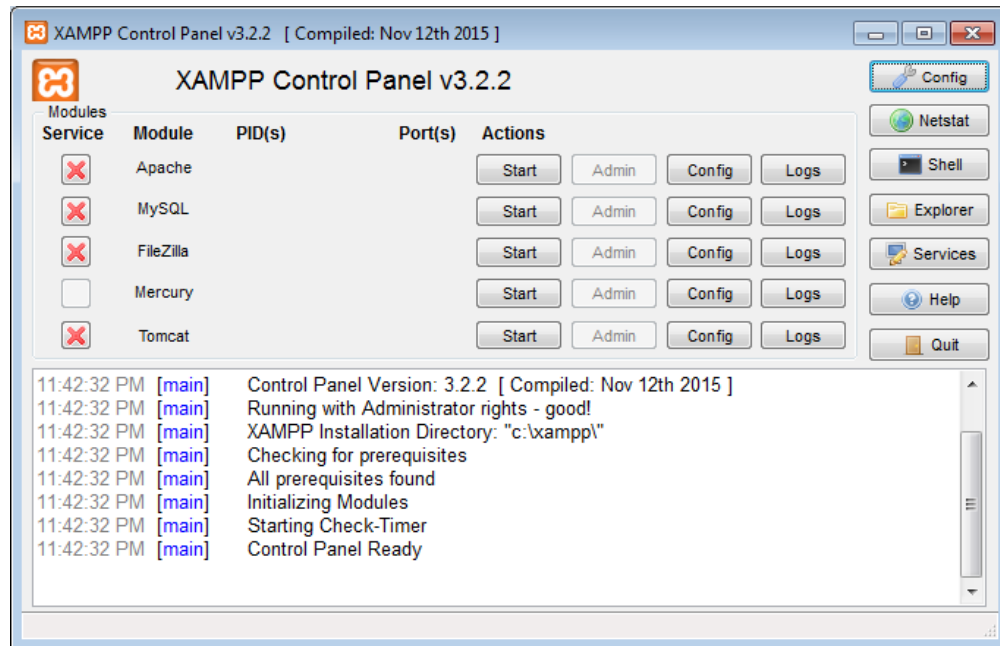 XAMPP Control Panel v3.2.2 [ Compiled: Nov 12th 2015 ]
XAMPP Control Panel v3.2.2
Config
Modules
Service Module PID(s) Port(s) Actions
Netstat
Apache Start Admin Config Logs
Shell
MySQL Start Admin Config Logs
Explorer
FileZilla Start Admin Config Logs
Services
Mercury Start Admin Config Logs
Help
Tomcat Start Admin Config Logs
Quit
11:42:32 PM [main] Control Panel Version: 3.2.2 [ Compiled: Nov 12th 2015 ]
11:42:32 PM [main] Running with Administrator rights - good!
11:42:32 PM [main] XAMPP Installation Directory: "c:\xampp\"
11:42:32 PM [main] Checking for prerequisites
11:42:32 PM [main] All prerequisites found
11:42:32 PM [main] Initializing Modules
11:42:32 PM [main] Starting Check-Timer
11:42:32 PM [main] Control Panel Ready